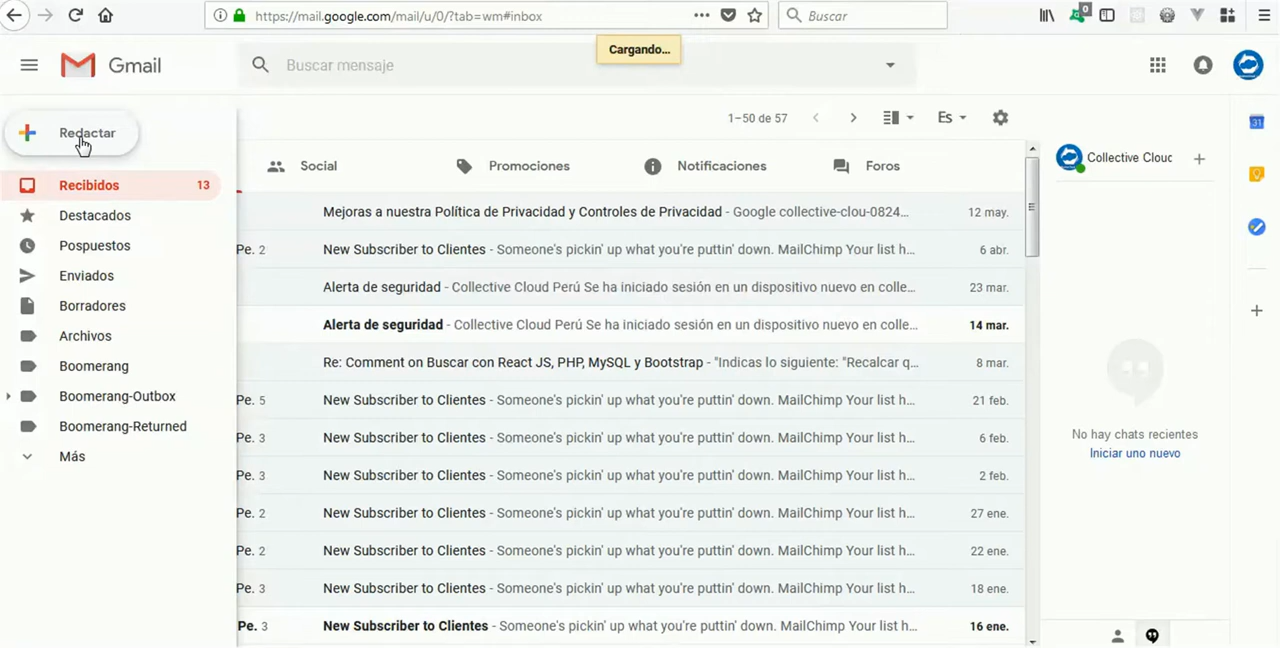 https://mail.google.com/mail/u/0/?tab=wm#inbox
Buscar
0
Cargando...
Gmail
Buscar mensaje
Redactar
1–50 de 57
Es
31
Social
Promociones
Notificaciones
Foros
Collective Clouc
Recibidos 13
Destacados
Pospuestos
Enviados
Borradores
Archivos
Boomerang
Boomerang-Outbox
Boomerang-Returned
Más
Mejoras a nuestra Política de Privacidad y Controles de Privacidad - Google collective-clou-0824... 12 may.
Pe. 2 New Subscriber to Clientes - Someone's pickin' up what you're puttin' down. MailChimp Your list h... 6 abr.
Alerta de seguridad - Collective Cloud Perú Se ha iniciado sesión en un dispositivo nuevo en colle... 23 mar.
Alerta de seguridad - Collective Cloud Perú Se ha iniciado sesión en un dispositivo nuevo en colle... 14 mar.
Re: Comment on Buscar con React JS, PHP, MySQL y Bootstrap - "Indicas lo siguiente: "Recalcar q... 8 mar.
Pe. 5 New Subscriber to Clientes - Someone's pickin' up what you're puttin' down. MailChimp Your list h... 21 feb.
Pe. 3 New Subscriber to Clientes - Someone's pickin' up what you're puttin' down. MailChimp Your list h... 6 feb.
Pe. 3 New Subscriber to Clientes - Someone's pickin' up what you're puttin' down. MailChimp Your list h... 2 feb.
Pe. 2 New Subscriber to Clientes - Someone's pickin' up what you're puttin' down. MailChimp Your list h... 27 ene.
Pe. 2 New Subscriber to Clientes - Someone's pickin' up what you're puttin' down. MailChimp Your list h... 22 ene.
Pe. 3 New Subscriber to Clientes - Someone's pickin' up what you're puttin' down. MailChimp Your list h... 18 ene.
Pe. 3 New Subscriber to Clientes - Someone's pickin' up what you're puttin' down. MailChimp Your list h... 16 ene.
No hay chats recientes
Iniciar uno nuevo